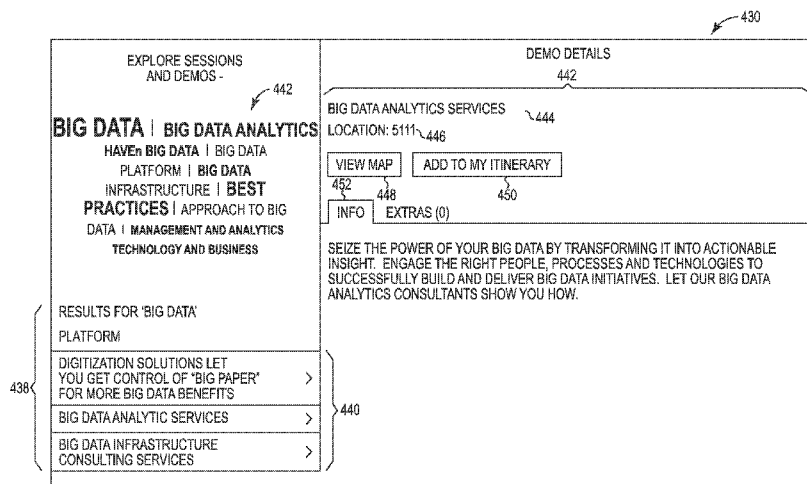 430
EXPLORE SESSIONS
AND DEMOS -
442
BIG DATA | BIG DATA ANALYTICS
HAVEn BIG DATA | BIG DATA
PLATFORM | BIG DATA
INFRASTRUCTURE | BEST
PRACTICES | APPROACH TO BIG
DATA | MANAGEMENT AND ANALYTICS
TECHNOLOGY AND BUSINESS
RESULTS FOR 'BIG DATA'
PLATFORM
438
DIGITIZATION SOLUTIONS LET
YOU GET CONTROL OF "BIG PAPER"
FOR MORE BIG DATA BENEFITS
>
BIG DATA ANALYTIC SERVICES
>
BIG DATA INFRASTRUCTURE
CONSULTING SERVICES
>
440
DEMO DETAILS
442
BIG DATA ANALYTICS SERVICES
444
LOCATION: 5111
446
VIEW MAP
ADD TO MY ITINERARY
452
448
450
INFO
EXTRAS (0)
SEIZE THE POWER OF YOUR BIG DATA BY TRANSFORMING IT INTO ACTIONABLE
INSIGHT. ENGAGE THE RIGHT PEOPLE, PROCESSES AND TECHNOLOGIES TO
SUCCESSFULLY BUILD AND DELIVER BIG DATA INITIATIVES. LET OUR BIG DATA
ANALYTICS CONSULTANTS SHOW YOU HOW.